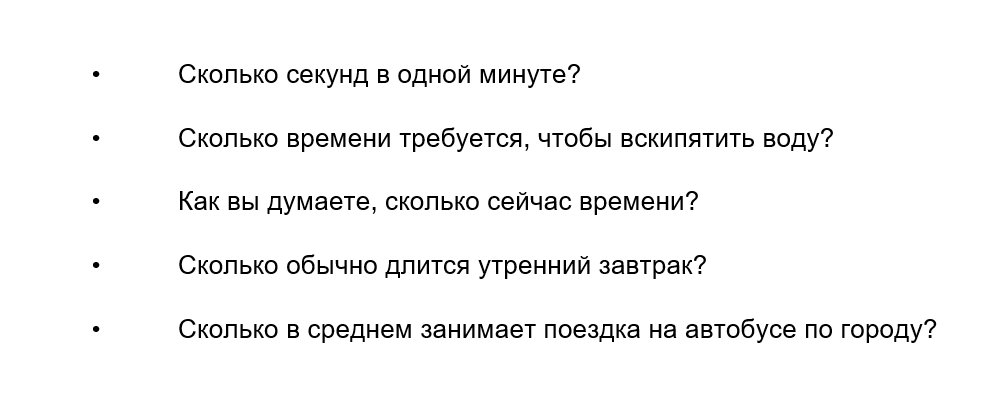 • Сколько секунд в одной минуте?
• Сколько времени требуется, чтобы вскипятить воду?
• Как вы думаете, сколько сейчас времени?
• Сколько обычно длится утренний завтрак?
• Сколько в среднем занимает поездка на автобусе по городу?